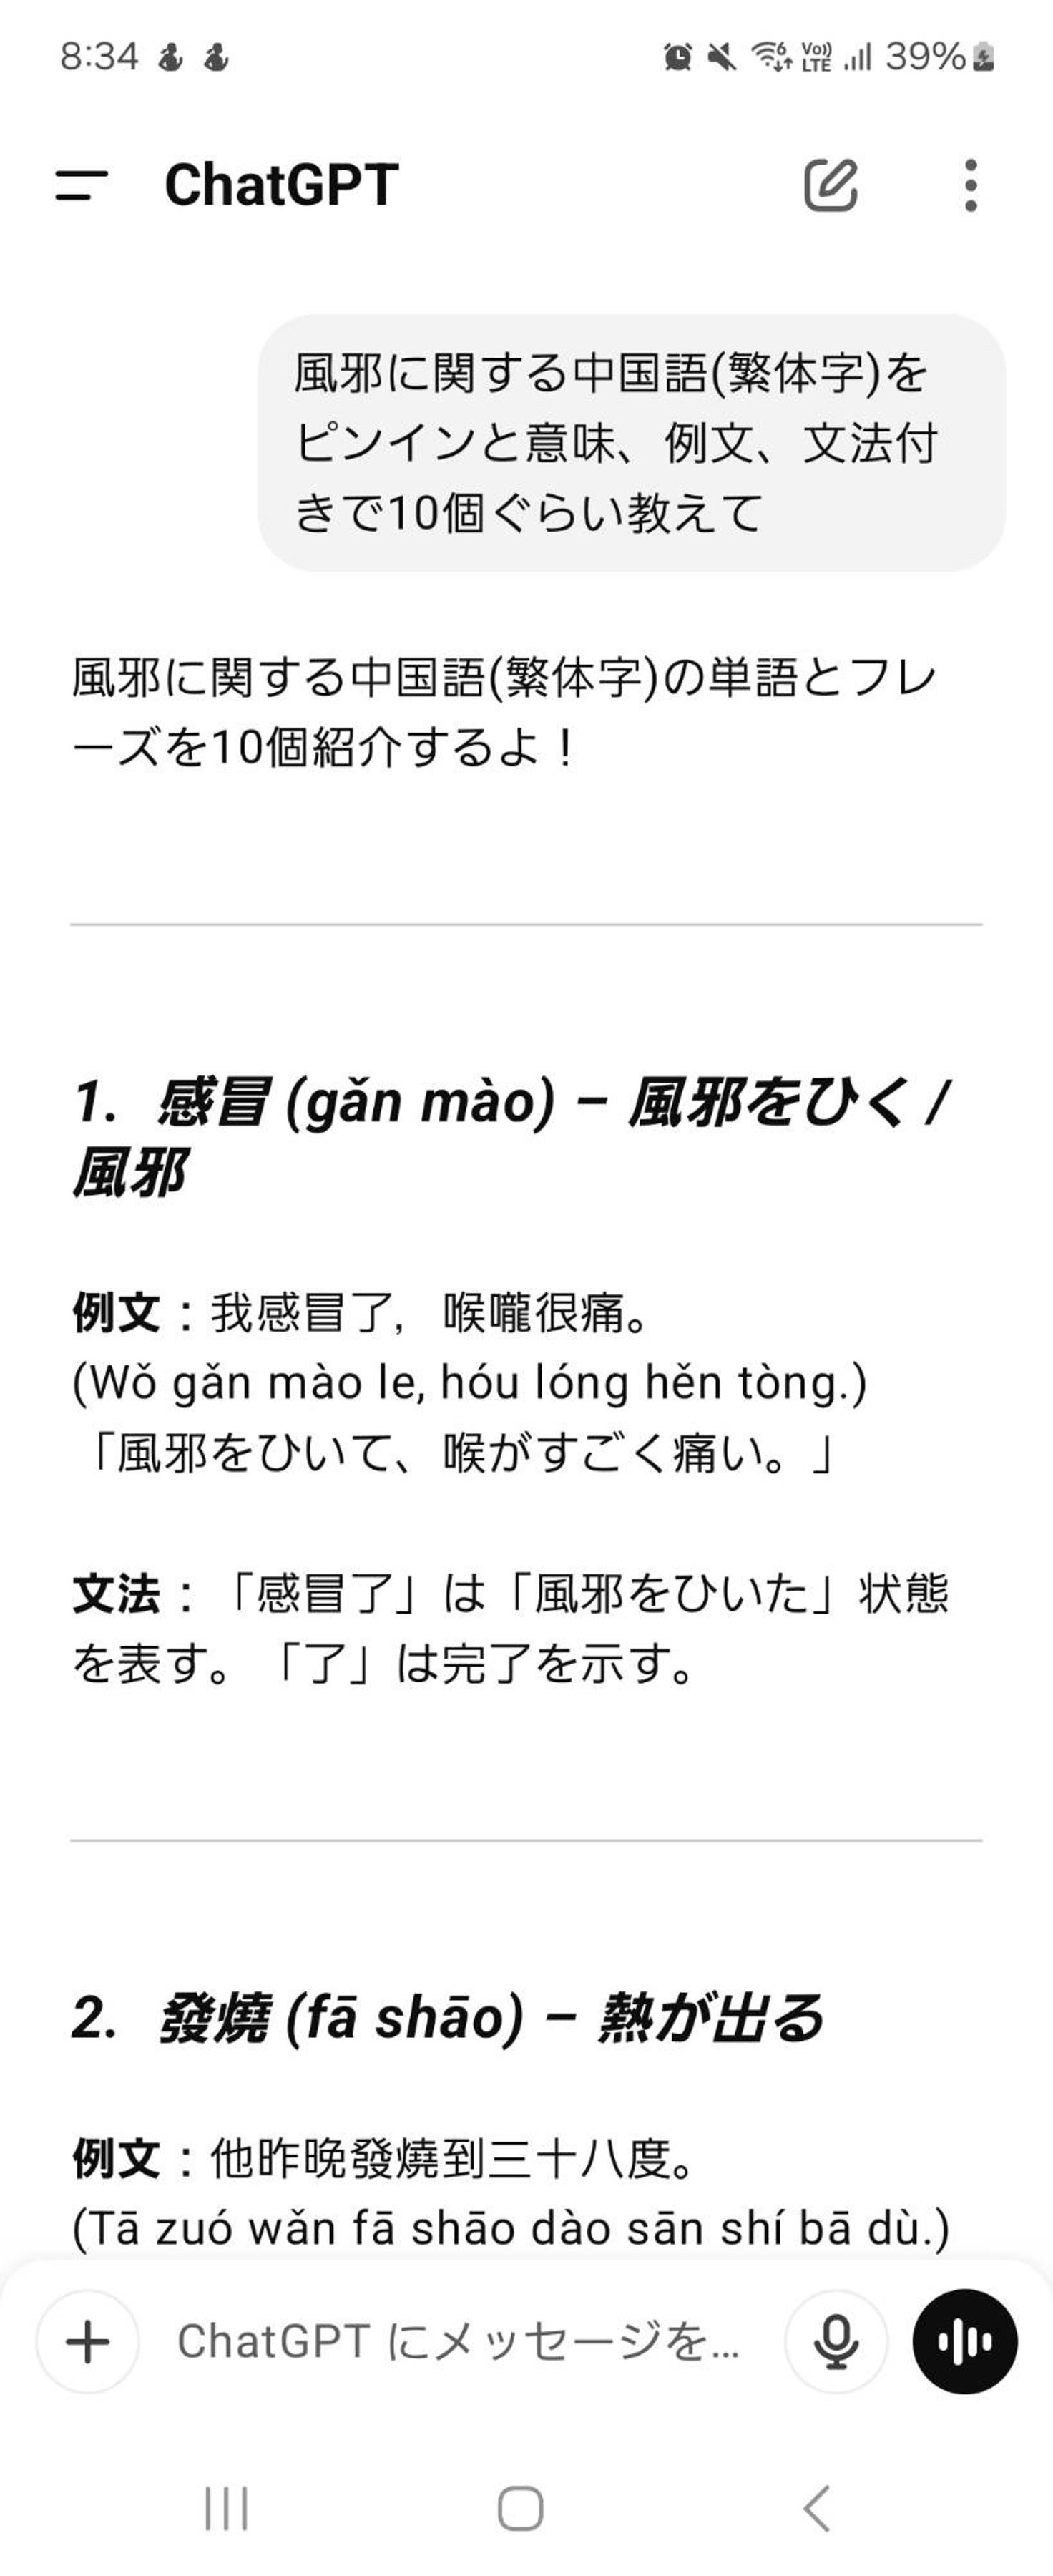 8:34
Vo))
LTE
39%
ChatGPT
風邪に関する中国語(繁体字)を
ピンインと意味、例文、文法付
きで10個ぐらい教えて
風邪に関する中国語(繁体字)の単語とフレ
ーズを10個紹介するよ！
1. 感冒 (gǎn mào) – 風邪をひく /
風邪
例文：我感冒了，喉嚨很痛。
(Wǒ gǎn mào le, hóu lóng hěn tòng.)
「風邪をひいて、喉がすごく痛い。」
文法：「感冒了」は「風邪をひいた」状態
を表す。「了」は完了を示す。
2. 發燒 (fā shāo) – 熱が出る
例文：他昨晚發燒到三十八度。
(Tā zuó wǎn fā shāo dào sān shí bā dù.)
ChatGPT にメッセージを...